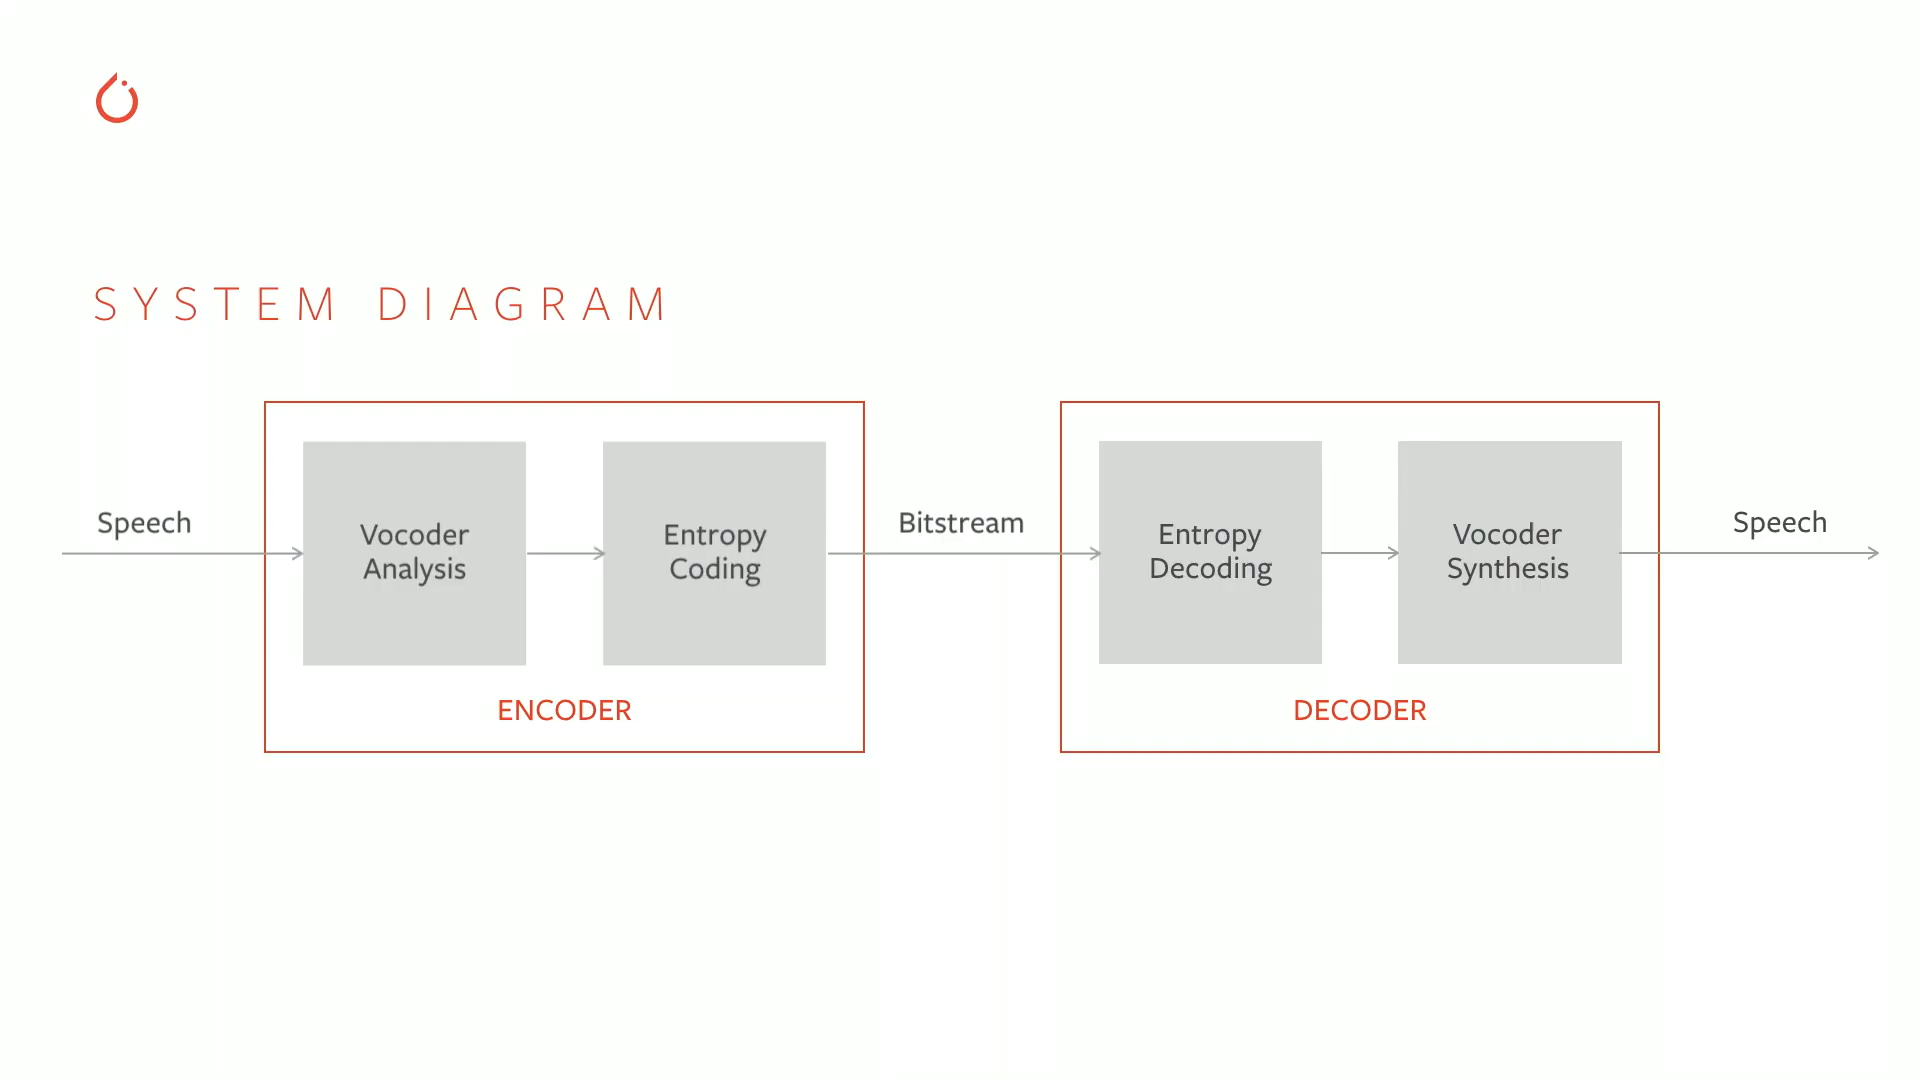 SYSTEM DIAGRAM
Speech
Vocoder
Analysis
Entropy
Coding
ENCODER
Bitstream
Entropy
Decoding
Vocoder
Synthesis
DECODER
Speech